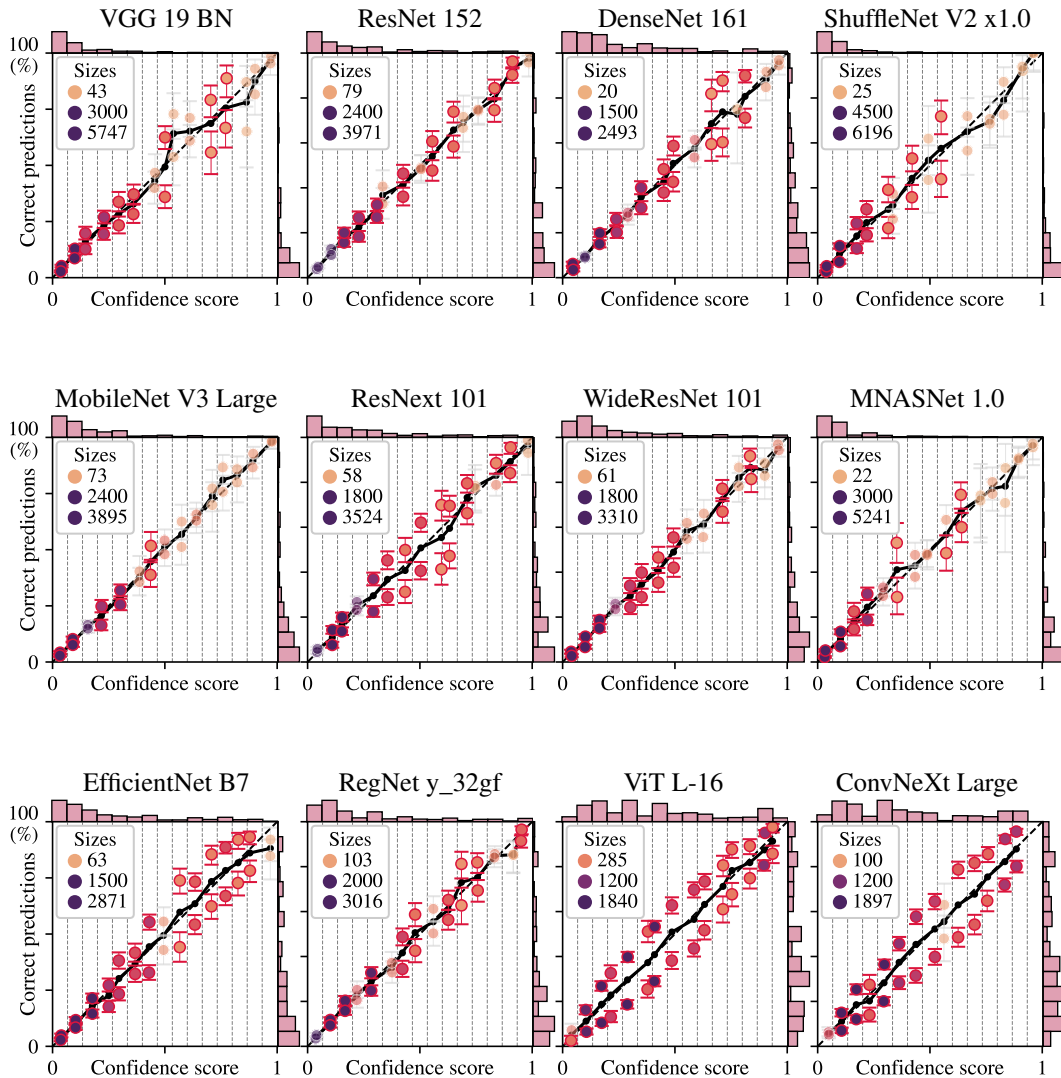 VGG 19 BN
ResNet 152
DenseNet 161
ShuffleNet V2 x1.0
100
(%)
Correct predictions
0
Sizes
43
3000
5747
Sizes
79
2400
3971
Sizes
20
1500
2493
Sizes
25
4500
6196
0 Confidence score 1
0 Confidence score 1
0 Confidence score 1
0 Confidence score 1
MobileNet V3 Large
ResNext 101
WideResNet 101
MNASNet 1.0
100
(%)
Correct predictions
0
Sizes
73
2400
3895
Sizes
58
1800
3524
Sizes
61
1800
3310
Sizes
22
3000
5241
0 Confidence score 1
0 Confidence score 1
0 Confidence score 1
0 Confidence score 1
EfficientNet B7
RegNet y_32gf
ViT L-16
ConvNeXt Large
100
(%)
Correct predictions
0
Sizes
63
1500
2871
Sizes
103
2000
3016
Sizes
285
1200
1840
Sizes
100
1200
1897
0 Confidence score 1
0 Confidence score 1
0 Confidence score 1
0 Confidence score 1